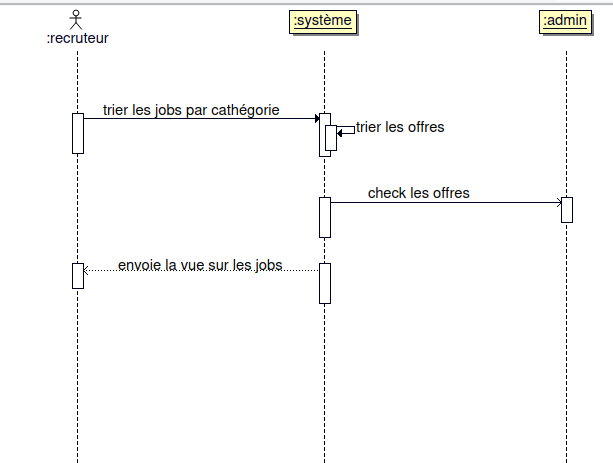 :recruteur
:système
:admin
trier les jobs par cathégorie
trier les offres
check les offres
envoie la vue sur les jobs